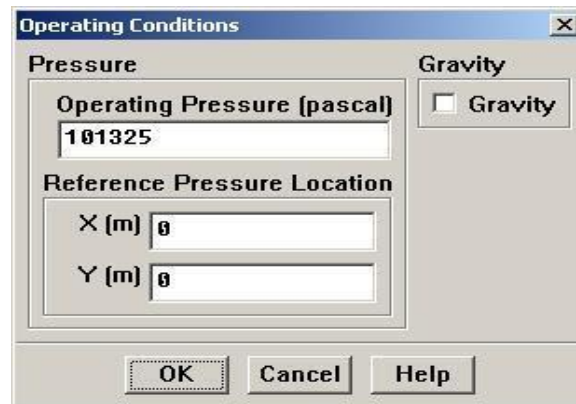 Operating Conditions
Pressure
Operating Pressure (pascal)
101325
Reference Pressure Location
X (m) 0
Y (m) 0
Gravity
Gravity
OK Cancel Help